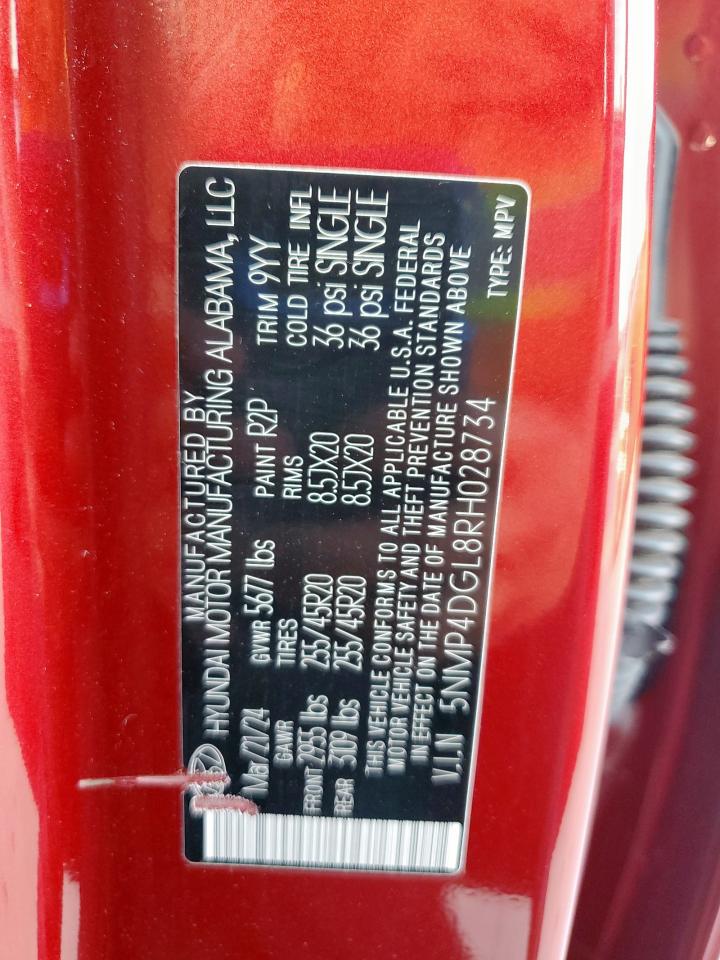 MANUFACTURED BY
HYUNDAI MOTOR MANUFACTURING ALABAMA, LLC
GVWR 5677 lbs PAINT R2P TRIM 9YY
GAWR TIRES RIMS COLD TIRE INFL
FRONT 2955 lbs 255/45R20 8.5JX20 36 psi SINGLE
REAR 3109 lbs 255/45R20 8.5JX20 36 psi SINGLE
THIS VEHICLE CONFORMS TO ALL APPLICABLE U.S.A. FEDERAL
MOTOR VEHICLE SAFETY AND THEFT PREVENTION STANDARDS
IN EFFECT ON THE DATE OF MANUFACTURE SHOWN ABOVE
V.I.N 5NMP4DGL8RH028734
TYPE: MPV